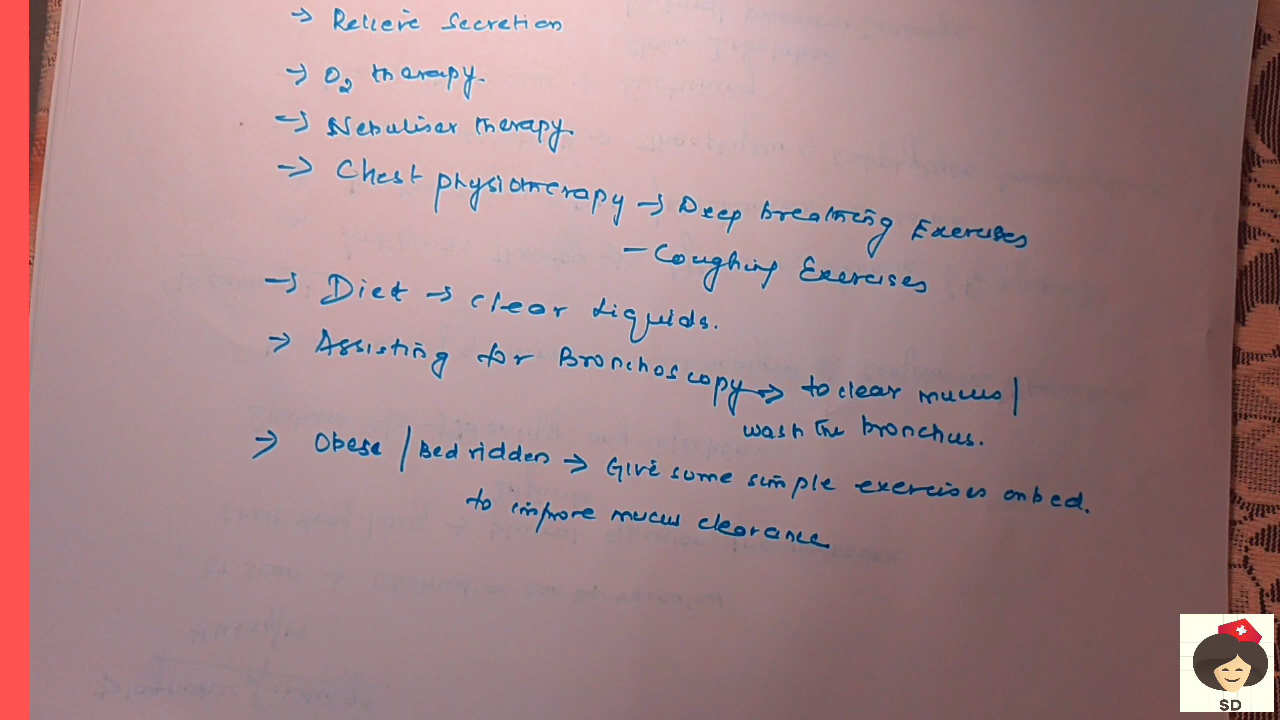 → Relieve Secretion
→ O2 therapy.
→ Nebuliser therapy.
→ Chest physiotherapy → Deep breathing Exercises
– Coughing Exercises
→ Diet → clear liquids.
→ Assisting for Bronchoscopy → to clear mucus/
wash the bronchus.
→ Obese / Bed ridden → Give some simple exercises on bed.
to improve mucus clearance
SD